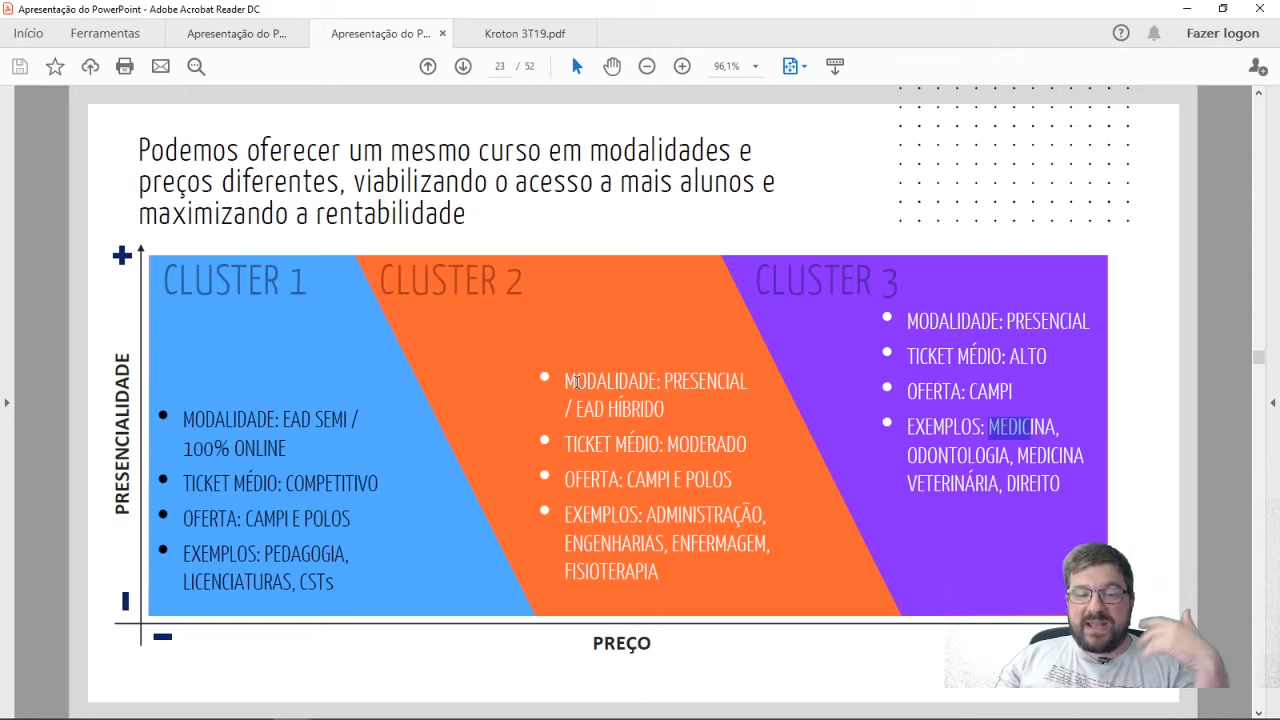 Apresentação do PowerPoint - Adobe Acrobat Reader DC
Início
Ferramentas
Apresentação do P...
Apresentação do P...
Kroton 3T19.pdf
Fazer logon
23 / 52
96,1%
Podemos oferecer um mesmo curso em modalidades e
preços diferentes, viabilizando o acesso a mais alunos e
maximizando a rentabilidade
PRESENCIALIDADE
CLUSTER 1
MODALIDADE: EAD SEMI /
100% ONLINE
TICKET MÉDIO: COMPETITIVO
OFERTA: CAMPI E POLOS
EXEMPLOS: PEDAGOGIA,
LICENCIATURAS, CSTs
CLUSTER 2
MODALIDADE: PRESENCIAL
/ EAD HÍBRIDO
TICKET MÉDIO: MODERADO
OFERTA: CAMPI E POLOS
EXEMPLOS: ADMINISTRAÇÃO,
ENGENHARIAS, ENFERMAGEM,
FISIOTERAPIA
CLUSTER 3
MODALIDADE: PRESENCIAL
TICKET MÉDIO: ALTO
OFERTA: CAMPI
EXEMPLOS: MEDICINA,
ODONTOLOGIA, MEDICINA
VETERINÁRIA, DIREITO
PREÇO